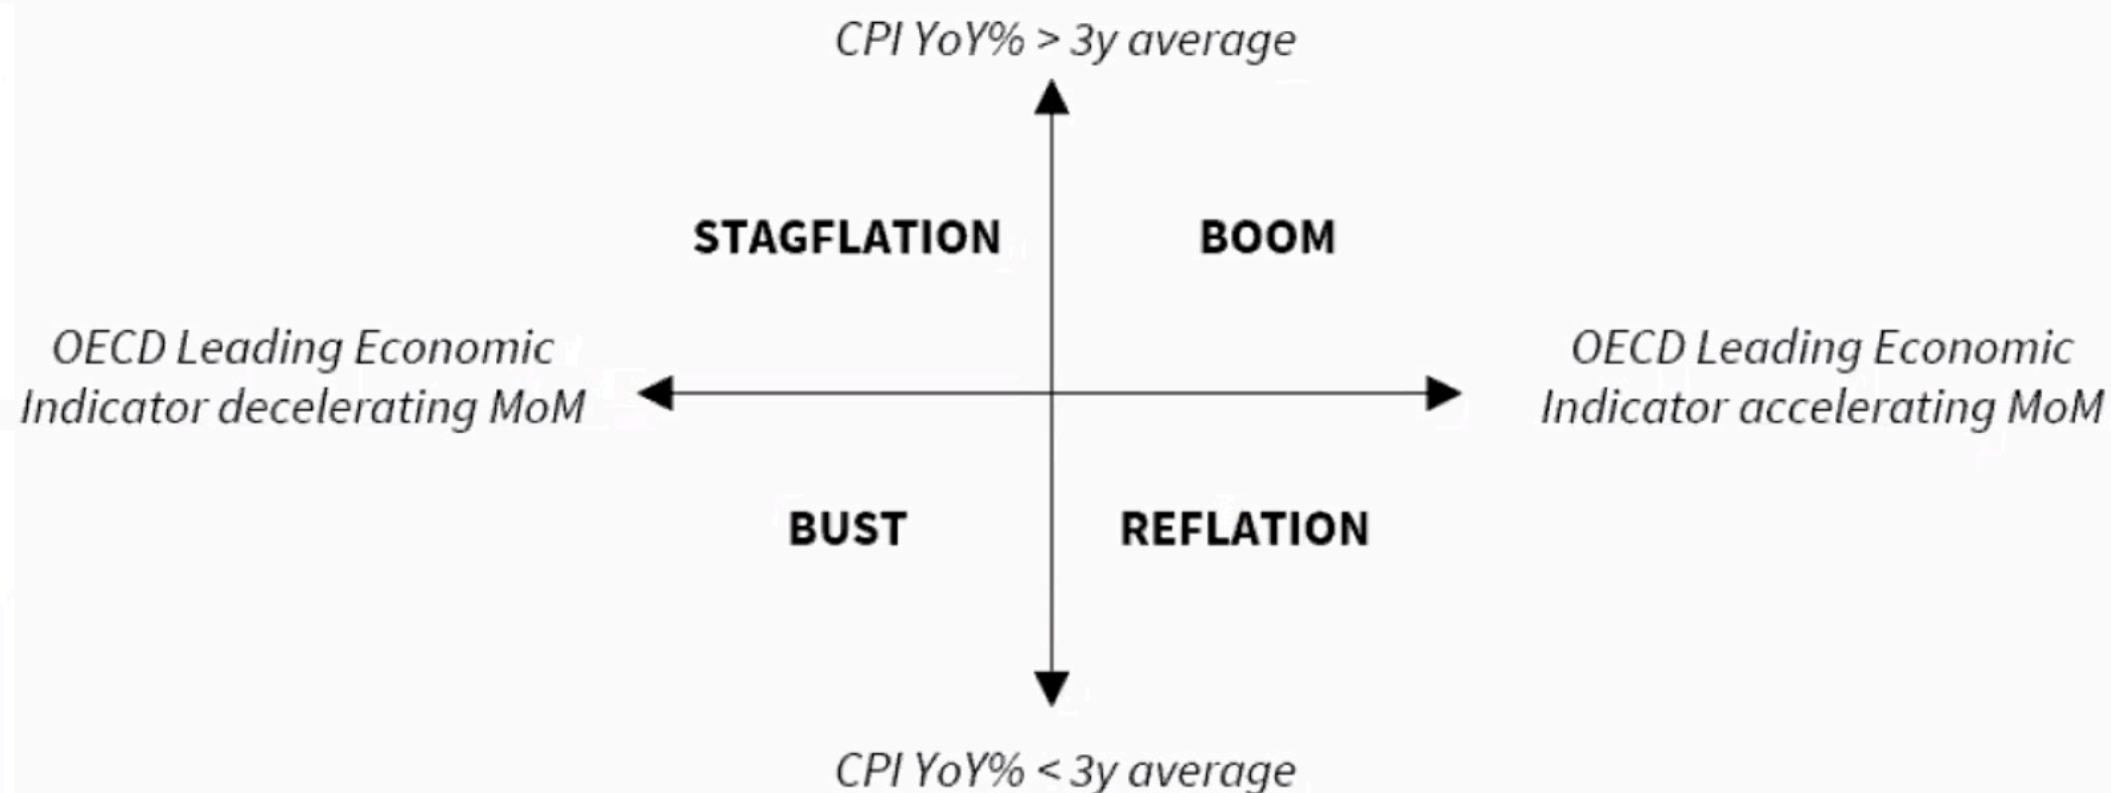 CPI YoY% > 3y average
STAGFLATION
BOOM
OECD Leading Economic
Indicator decelerating MoM
OECD Leading Economic
Indicator accelerating MoM
BUST
REFLATION
CPI YoY% < 3y average